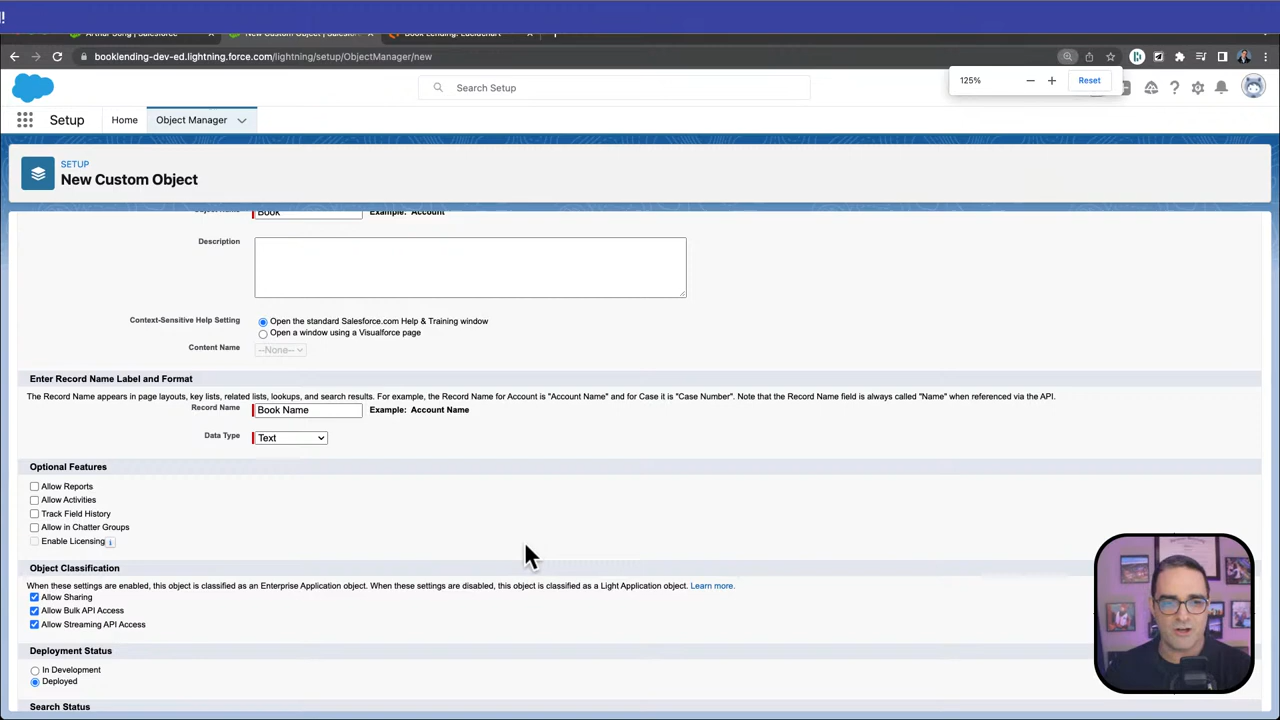 !!
Arthur Song | Salesforce
New Custom Object | Salesf
Book Lending: Lucidchart
booklending-dev-ed.lightning.force.com/lightning/setup/ObjectManager/new
125%
Reset
Search Setup
Setup
Home
Object Manager
SETUP
New Custom Object
Object Name
Book
Example: Account
Description
Context-Sensitive Help Setting
Open the standard Salesforce.com Help & Training window
Open a window using a Visualforce page
Content Name
--None--
Enter Record Name Label and Format
The Record Name appears in page layouts, key lists, related lists, lookups, and search results. For example, the Record Name for Account is "Account Name" and for Case it is "Case Number". Note that the Record Name field is always called "Name" when referenced via the API.
Record Name
Book Name
Example: Account Name
Data Type
Text
Optional Features
Allow Reports
Allow Activities
Track Field History
Allow in Chatter Groups
Enable Licensing
Object Classification
When these settings are enabled, this object is classified as an Enterprise Application object. When these settings are disabled, this object is classified as a Light Application object. Learn more.
Allow Sharing
Allow Bulk API Access
Allow Streaming API Access
Deployment Status
In Development
Deployed
Search Status